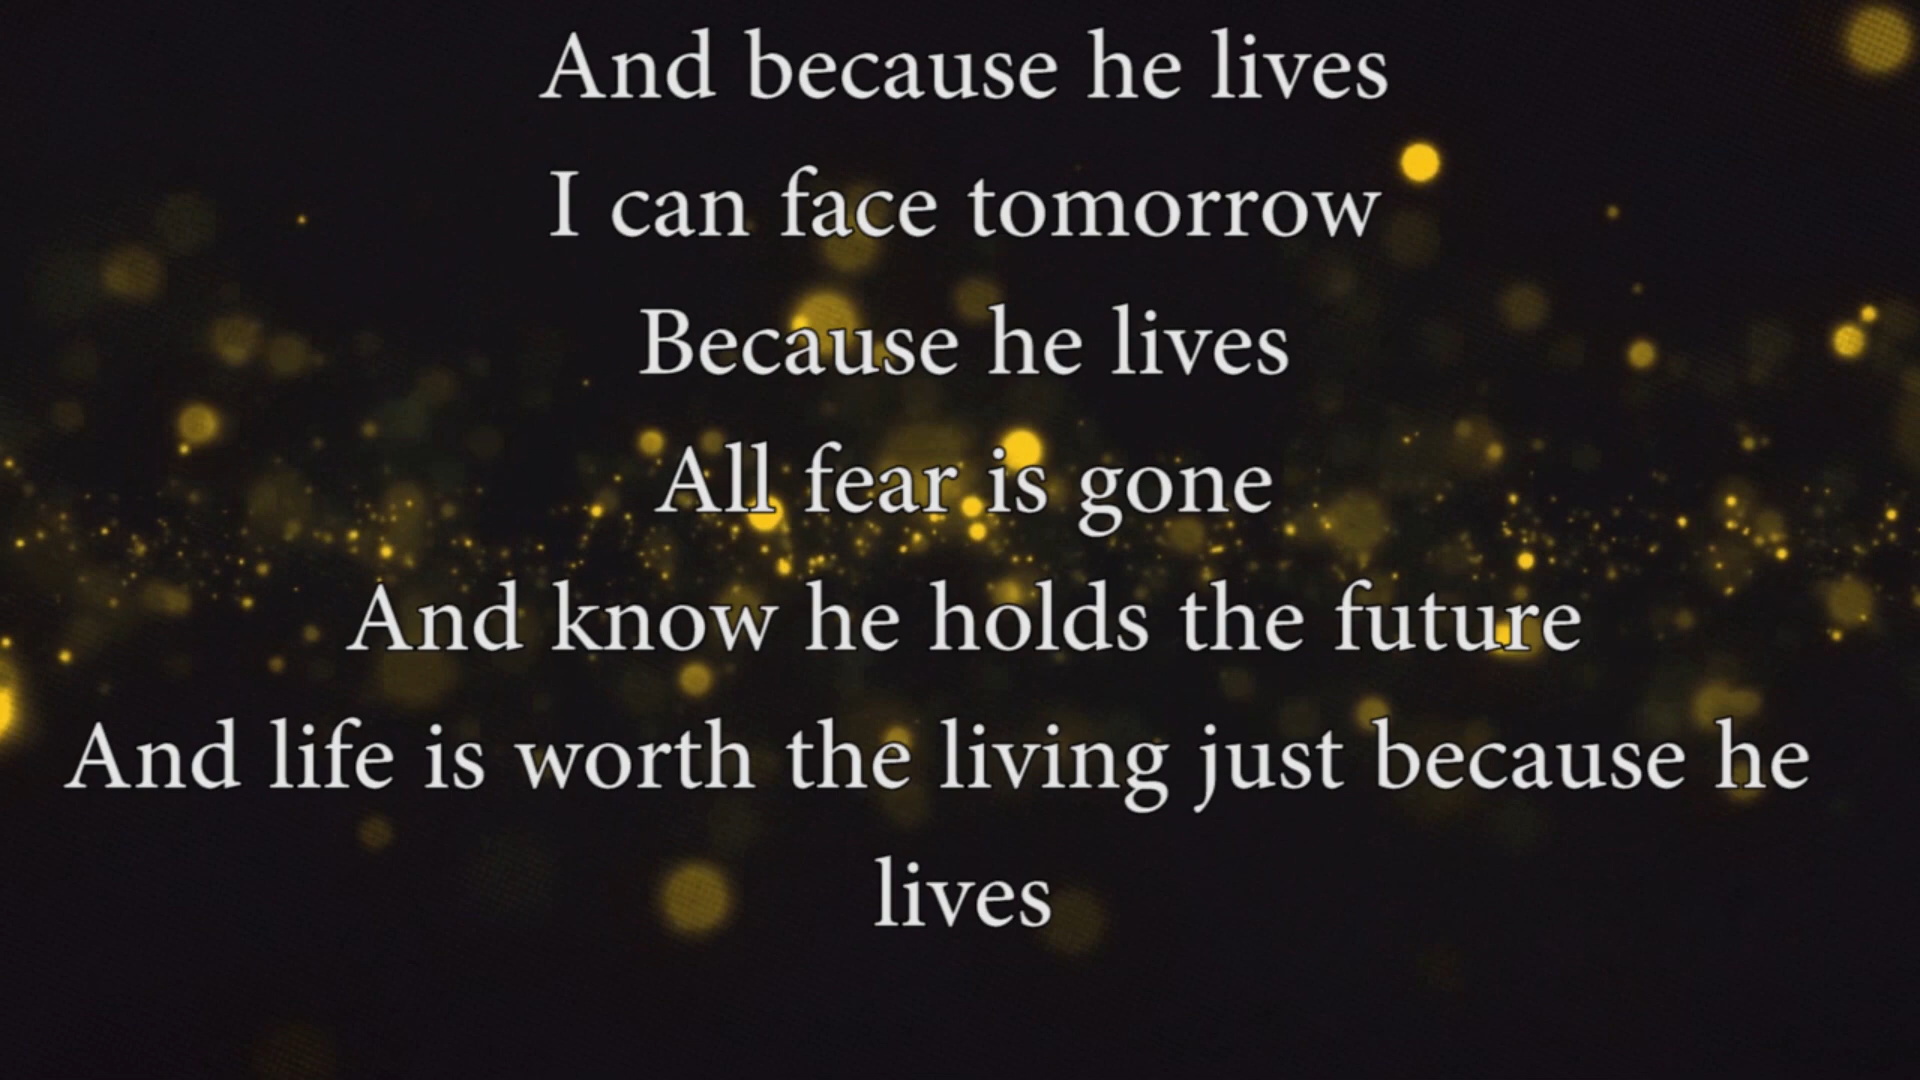 And because he lives
I can face tomorrow
Because he lives
All fear is gone
And know he holds the future
And life is worth the living just because he
lives